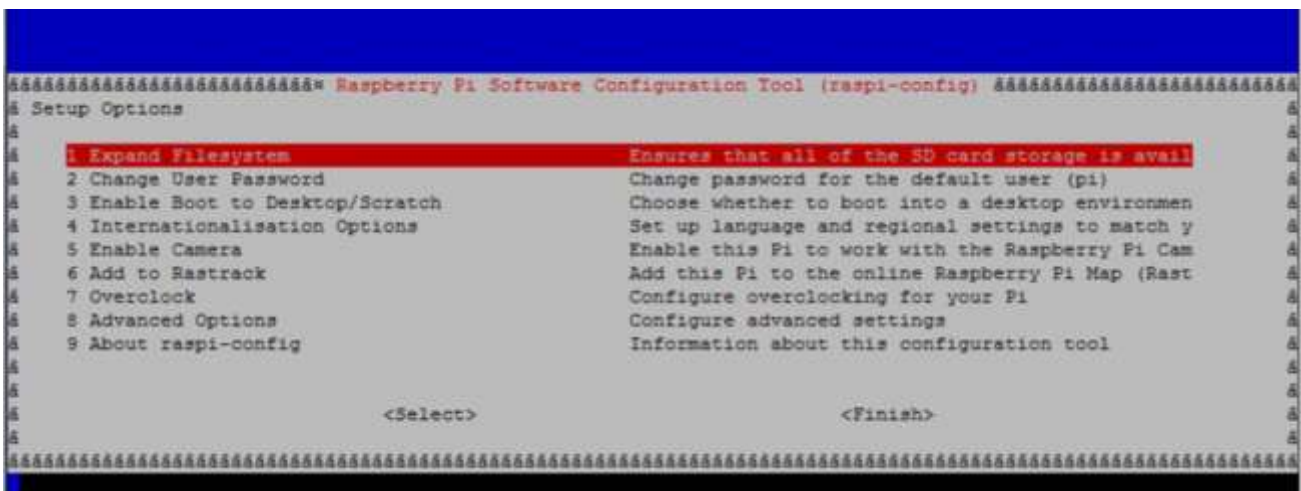 Raspberry Pi Software Configuration Tool (raspi-config)
Setup Options
1 Expand Filesystem Ensures that all of the SD card storage is avail
2 Change User Password Change password for the default user (pi)
3 Enable Boot to Desktop/Scratch Choose whether to boot into a desktop environmen
4 Internationalisation Options Set up language and regional settings to match y
5 Enable Camera Enable this Pi to work with the Raspberry Pi Cam
6 Add to Rastrack Add this Pi to the online Raspberry Pi Map (Rast
7 Overclock Configure overclocking for your Pi
8 Advanced Options Configure advanced settings
9 About raspi-config Information about this configuration tool
<Select> <Finish>